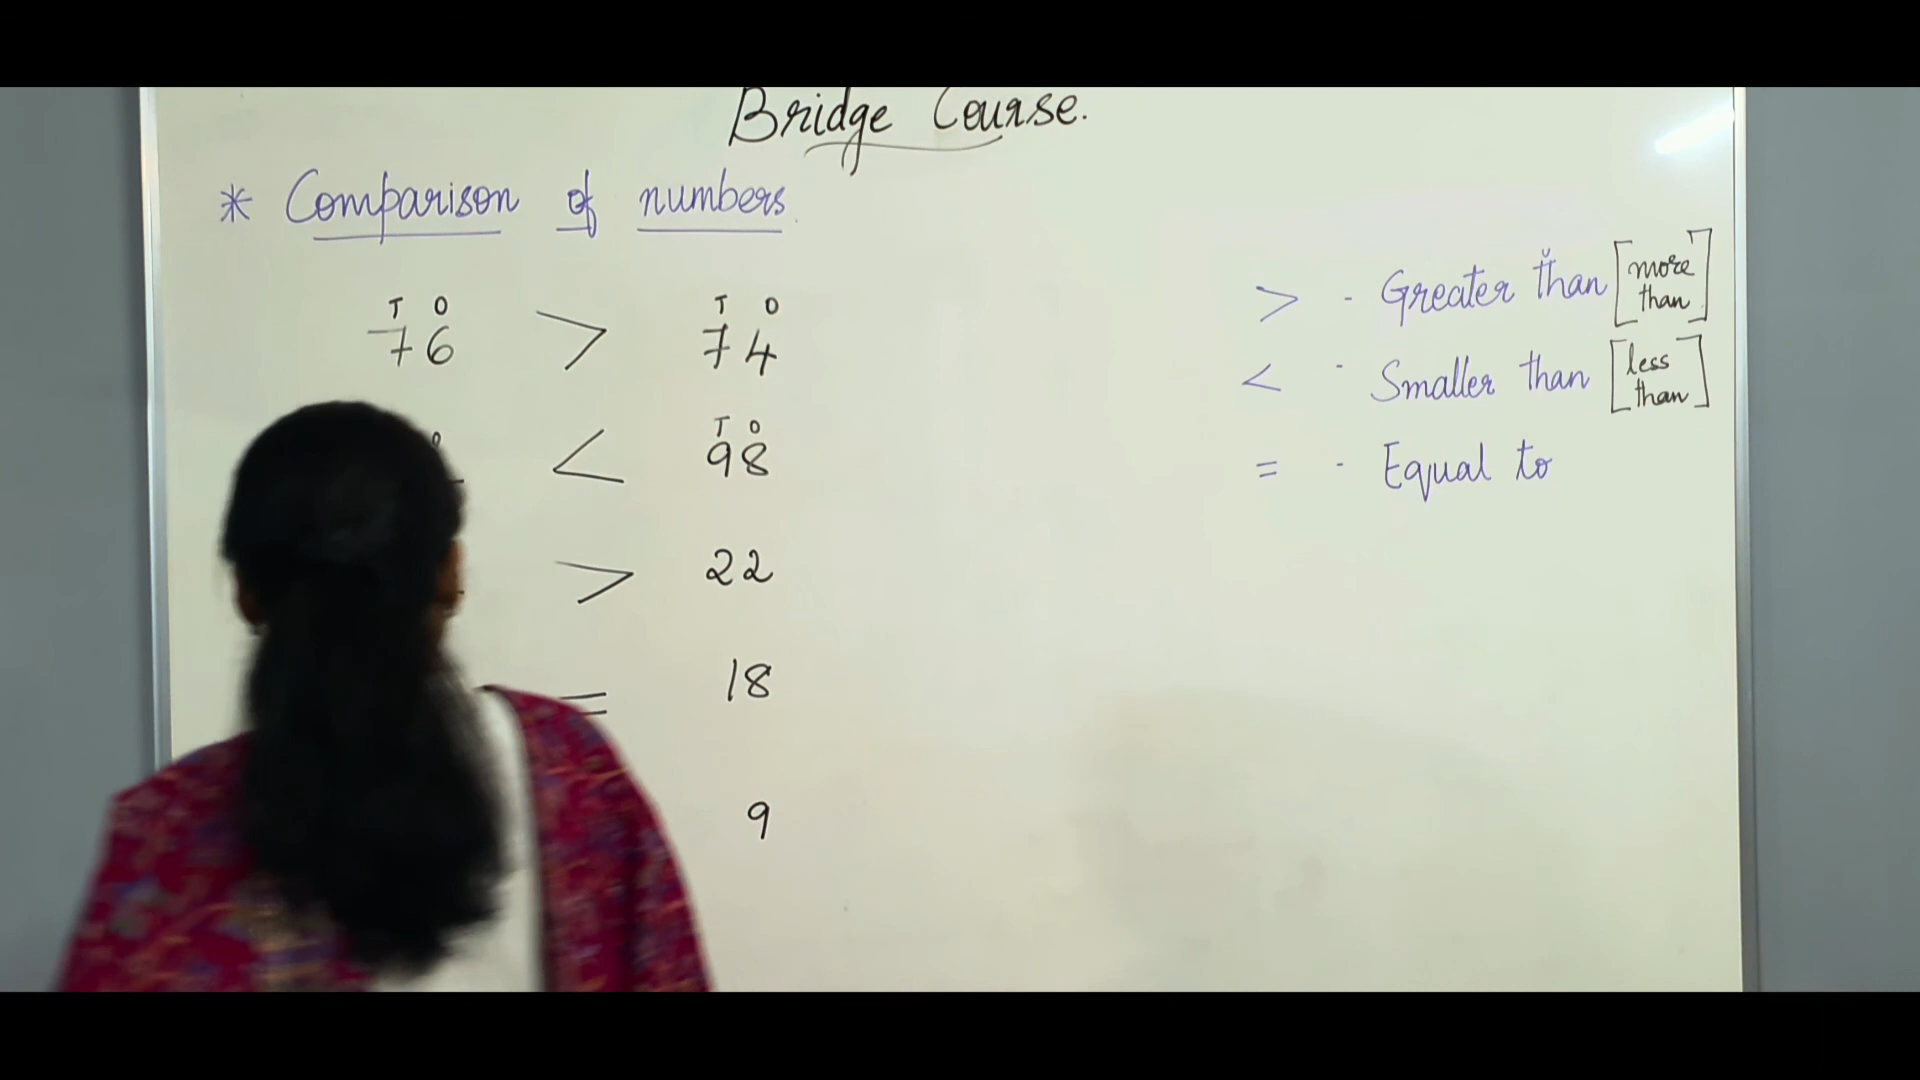 Bridge Course.
* Comparison of numbers
T O T O
76 > 74
> - Greater than [more than]
T O
< 98
< - Smaller than [less than]
= - Equal to
> 22
= 18
9